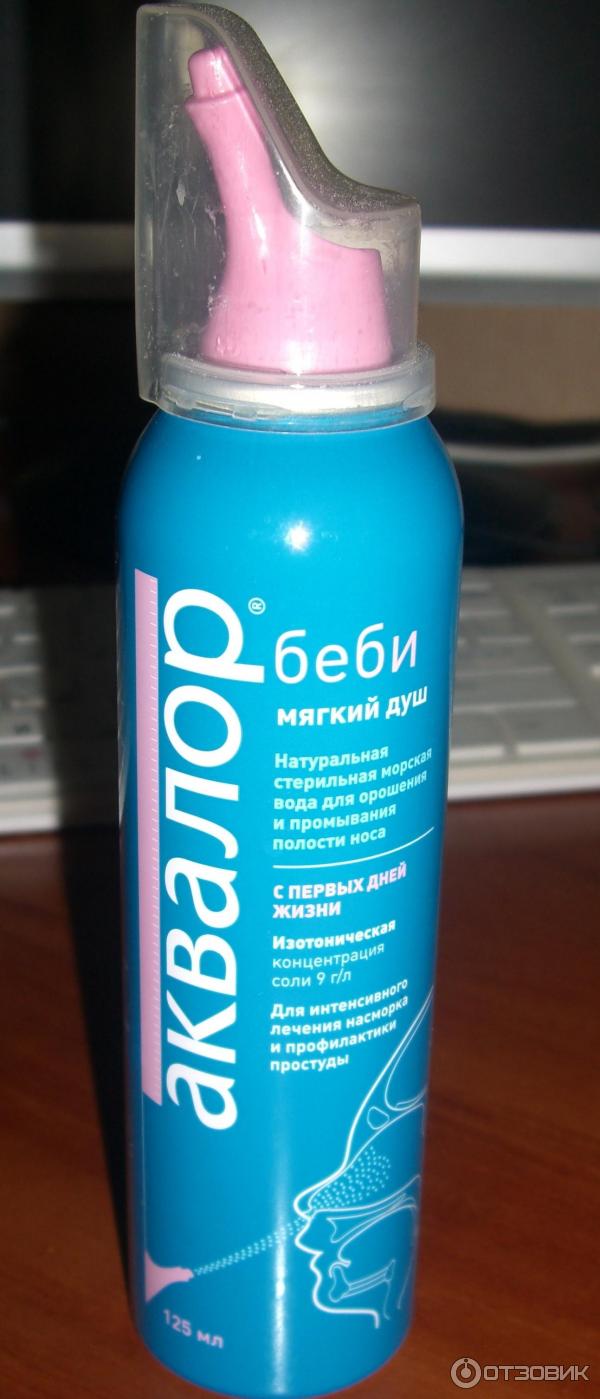 аквалор®
беби
мягкий душ
Натуральная
стерильная морская
вода для орошения
и промывания
полости носа
С ПЕРВЫХ ДНЕЙ
ЖИЗНИ
Изотоническая
концентрация
соли 9 г/л
Для интенсивного
лечения насморка
и профилактики
простуды
125 мл
ОТЗОВИК